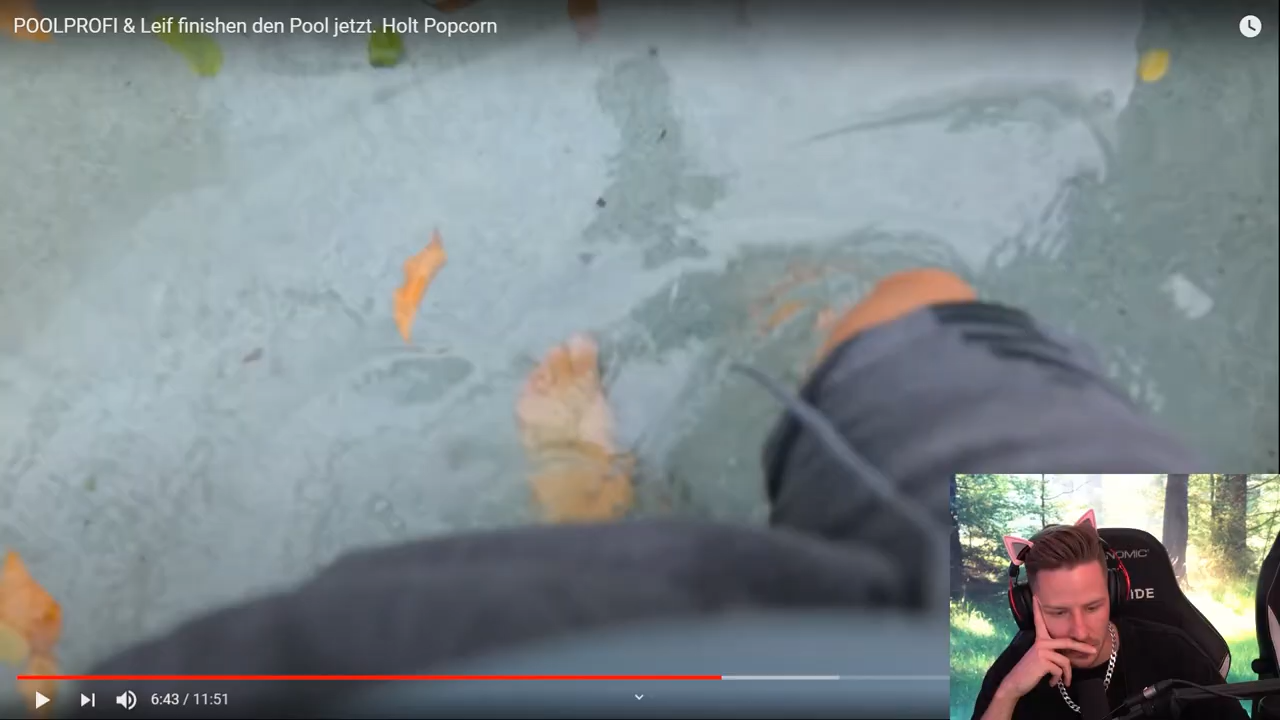 POOLPROFI & Leif finishen den Pool jetzt. Holt Popcorn
NOMIC
IDE
6:43 / 11:51